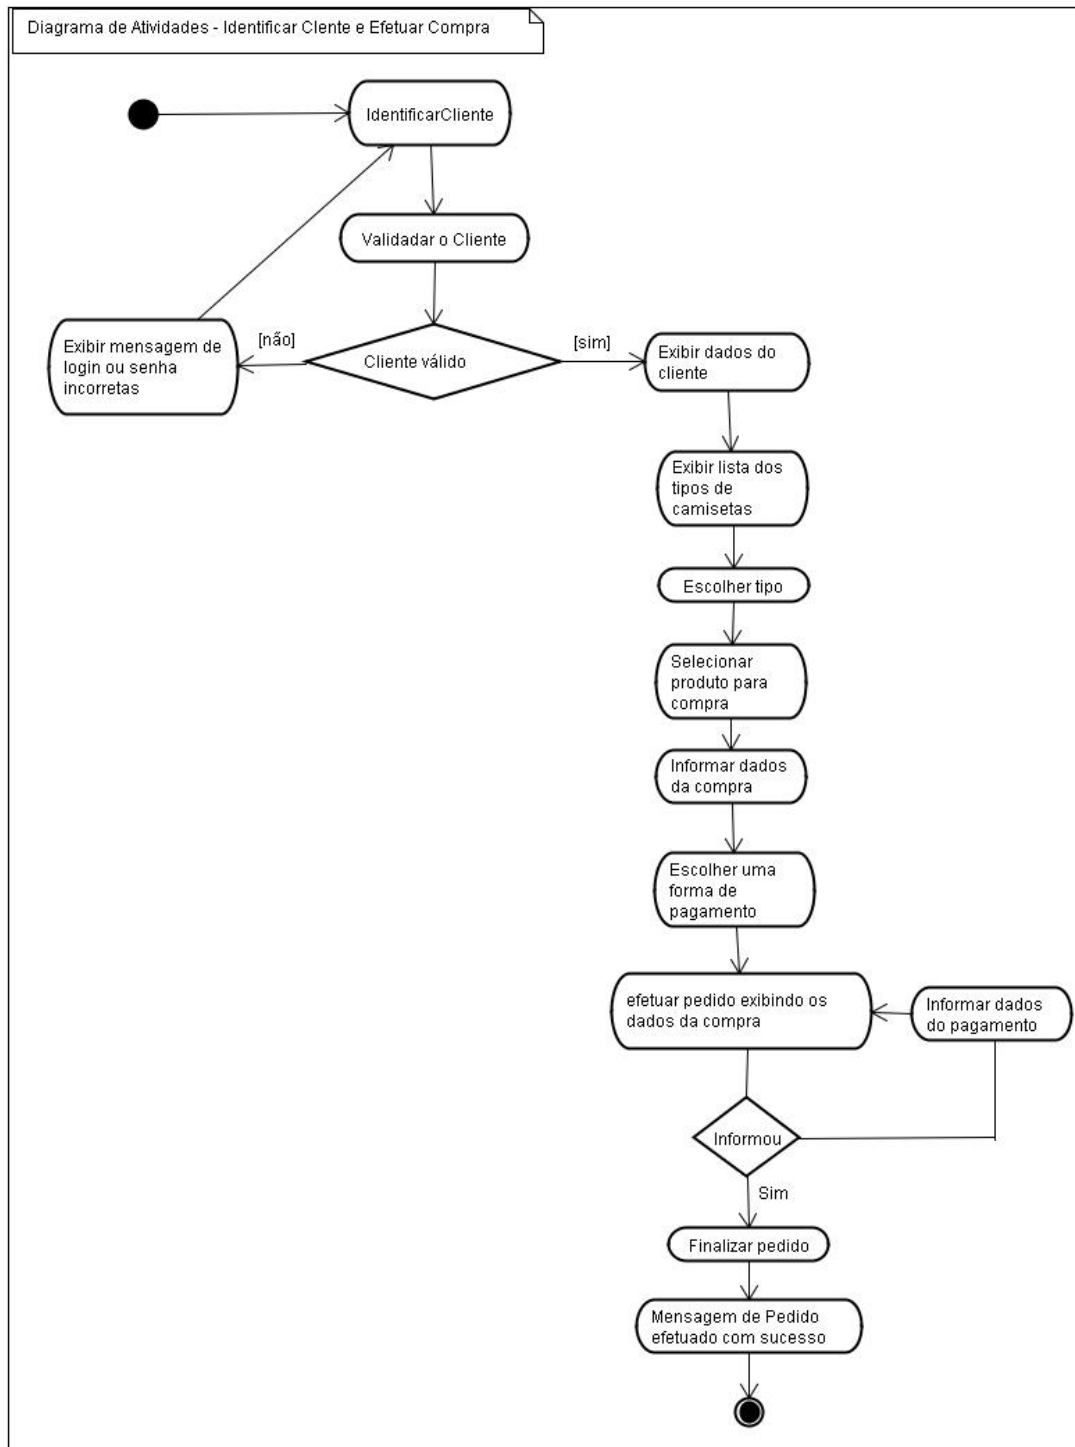 Diagrama de Atividades - Identificar Clente e Efetuar Compra
IdentificarCliente
Validadar o Cliente
[não]
[sim]
Cliente válido
Exibir mensagem de
login ou senha
incorretas
Exibir dados do
cliente
Exibir lista dos
tipos de
camisetas
Escolher tipo
Selecionar
produto para
compra
Informar dados
da compra
Escolher uma
forma de
pagamento
efetuar pedido exibindo os
dados da compra
Informar dados
do pagamento
Informou
Sim
Finalizar pedido
Mensagem de Pedido
efetuado com sucesso